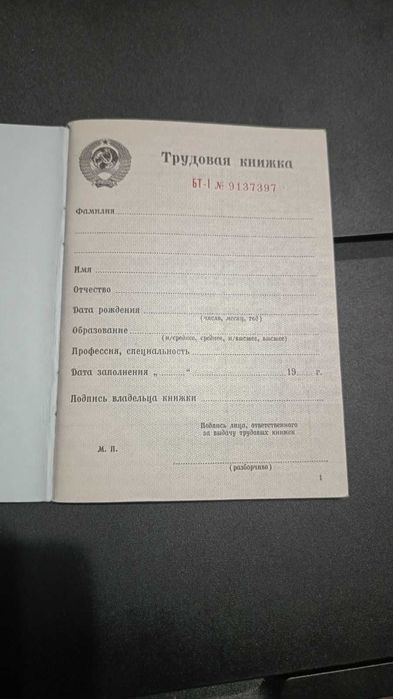 Трудовая книжка
БТ-I № 9137397
Фамилия
Имя
Отчество
Дата рождения
(число, месяц, год)
Образование
(н/среднее, среднее, н/высшее, высшее)
Профессия, специальность
Дата заполнения „ “ 19 г.
Подпись владельца книжки
Подпись лица, ответственного
за выдачу трудовых книжек
М. П.
(разборчиво)
1